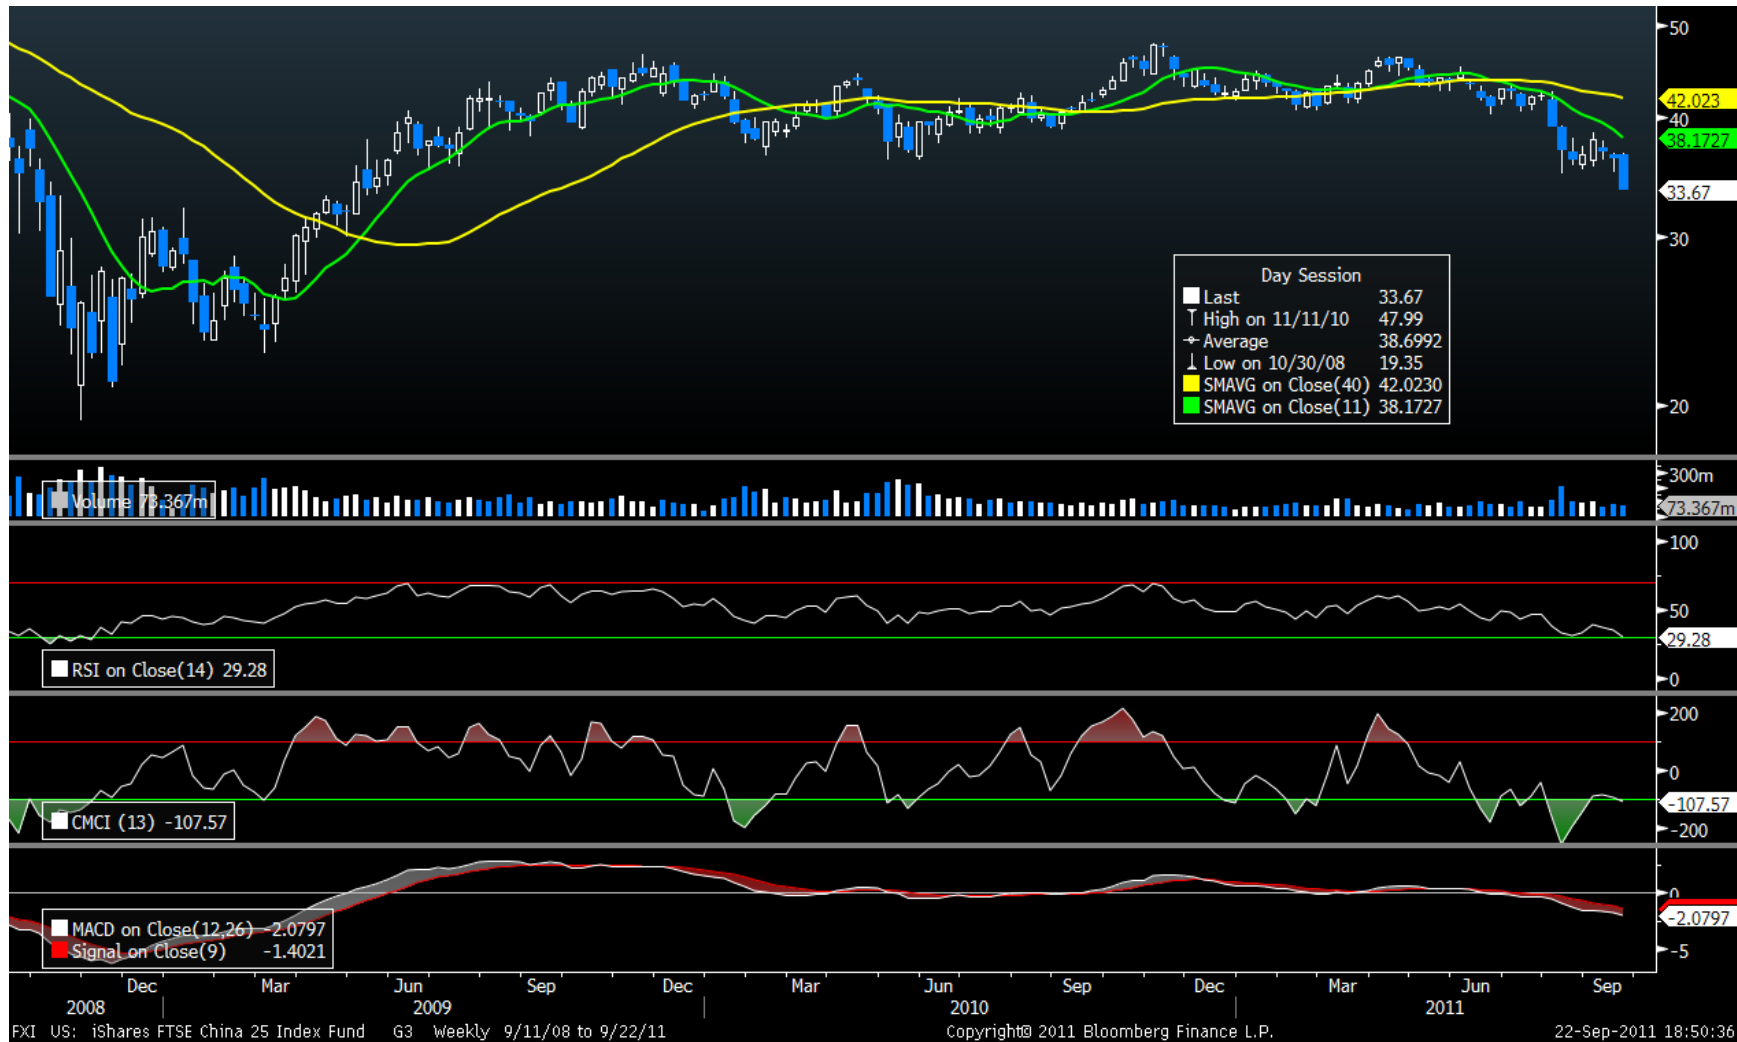 50
42.023
40
38.1727
33.67
30
20
Day Session
Last 33.67
High on 11/11/10 47.99
Average 38.6992
Low on 10/30/08 19.35
SMAVG on Close(40) 42.0230
SMAVG on Close(11) 38.1727
300m
Volume 73.367m
73.367m
100
50
29.28
RSI on Close(14) 29.28
0
200
0
-107.57
CMCI (13) -107.57
-200
0
MACD on Close(12,26) -2.0797
-2.0797
Signal on Close(9) -1.4021
-5
Dec Mar Jun Sep Dec Mar Jun Sep Dec Mar Jun Sep
2008 2009 2010 2011
FXI US: iShares FTSE China 25 Index Fund G3 Weekly 9/11/08 to 9/22/11 Copyright© 2011 Bloomberg Finance L.P. 22-Sep-2011 18:50:36